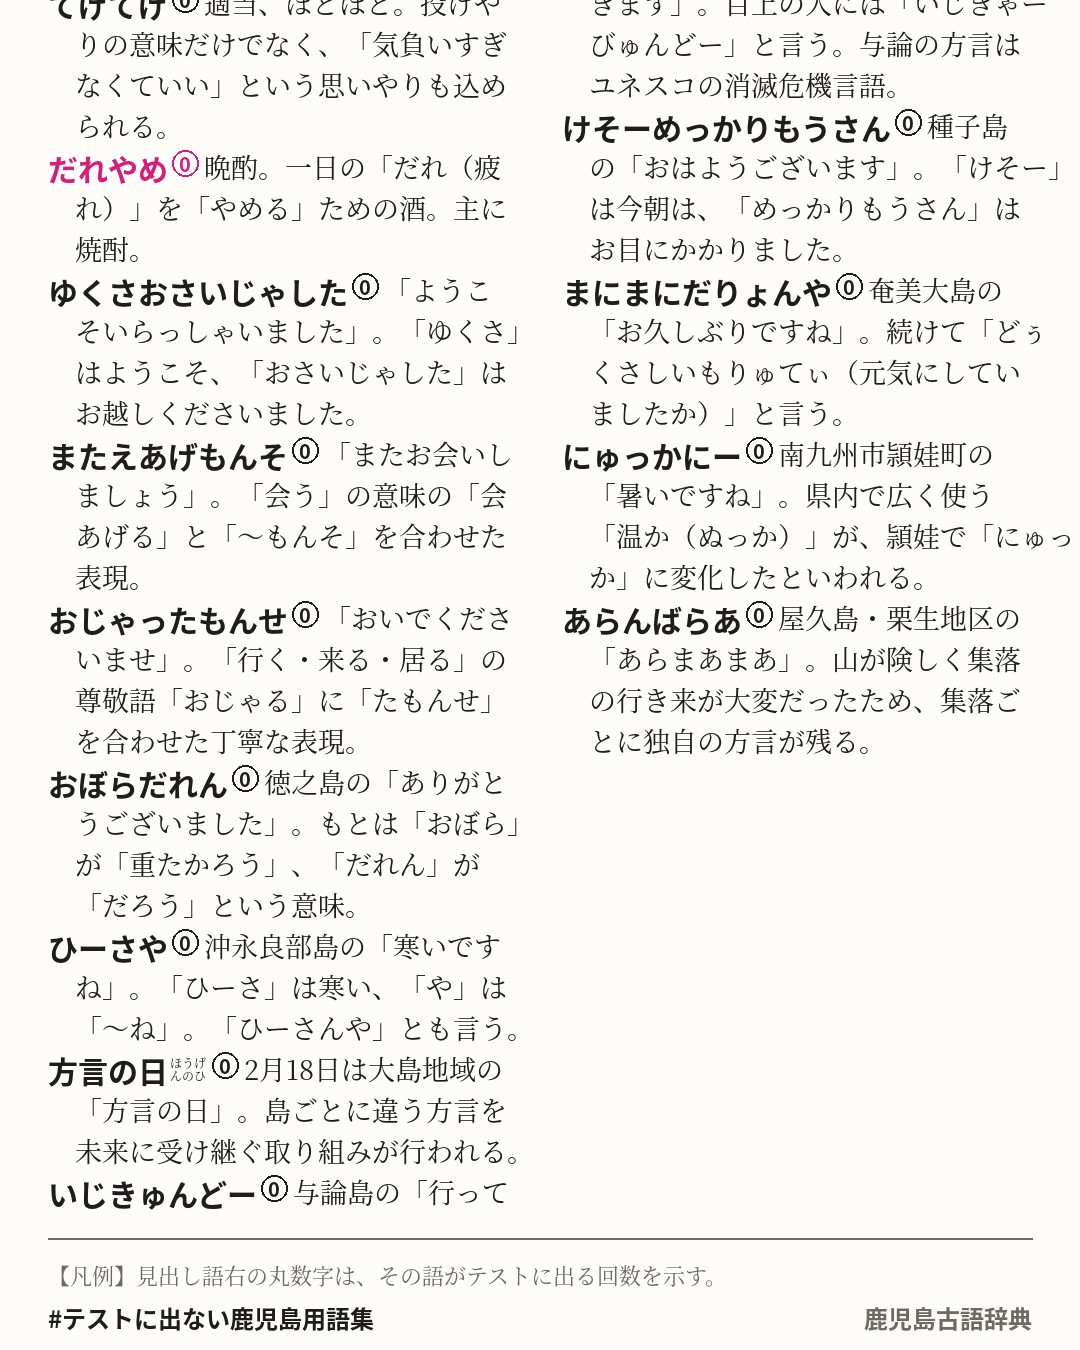 てげてげ⓪適当、ほどほど。投げや
りの意味だけでなく、「気負いすぎ
なくていい」という思いやりも込め
られる。
だれやめ⓪晩酌。一日の「だれ（疲
れ）」を「やめる」ための酒。主に
焼酎。
ゆくさおさいじゃした⓪「ようこ
そいらっしゃいました」。「ゆくさ」
はようこそ、「おさいじゃした」は
お越しくださいました。
またえあげもんそ⓪「またお会いし
ましょう」。「会う」の意味の「会
あげる」と「〜もんそ」を合わせた
表現。
おじゃったもんせ⓪「おいでくださ
いませ」。「行く・来る・居る」の
尊敬語「おじゃる」に「たもんせ」
を合わせた丁寧な表現。
おぼらだれん⓪徳之島の「ありがと
うございました」。もとは「おぼら」
が「重たかろう」、「だれん」が
「だろう」という意味。
ひーさや⓪沖永良部島の「寒いです
ね」。「ひーさ」は寒い、「や」は
「〜ね」。「ひーさんや」とも言う。
方言の日ほうげんのひ⓪2月18日は大島地域の
「方言の日」。島ごとに違う方言を
未来に受け継ぐ取り組みが行われる。
いじきゅんどー⓪与論島の「行って
きます」。目上の人には「いじきゃー
びゅんどー」と言う。与論の方言は
ユネスコの消滅危機言語。
けそーめっかりもうさん⓪種子島
の「おはようございます」。「けそー」
は今朝は、「めっかりもうさん」は
お目にかかりました。
まにまにだりょんや⓪奄美大島の
「お久しぶりですね」。続けて「どぅ
くさしいもりゅてぃ（元気にしてい
ましたか）」と言う。
にゅっかにー⓪南九州市頴娃町の
「暑いですね」。県内で広く使う
「温か（ぬっか）」が、頴娃で「にゅっ
か」に変化したといわれる。
あらんばらあ⓪屋久島・栗生地区の
「あらまあまあ」。山が険しく集落
の行き来が大変だったため、集落ご
とに独自の方言が残る。
【凡例】見出し語右の丸数字は、その語がテストに出る回数を示す。
#テストに出ない鹿児島用語集
鹿児島古語辞典